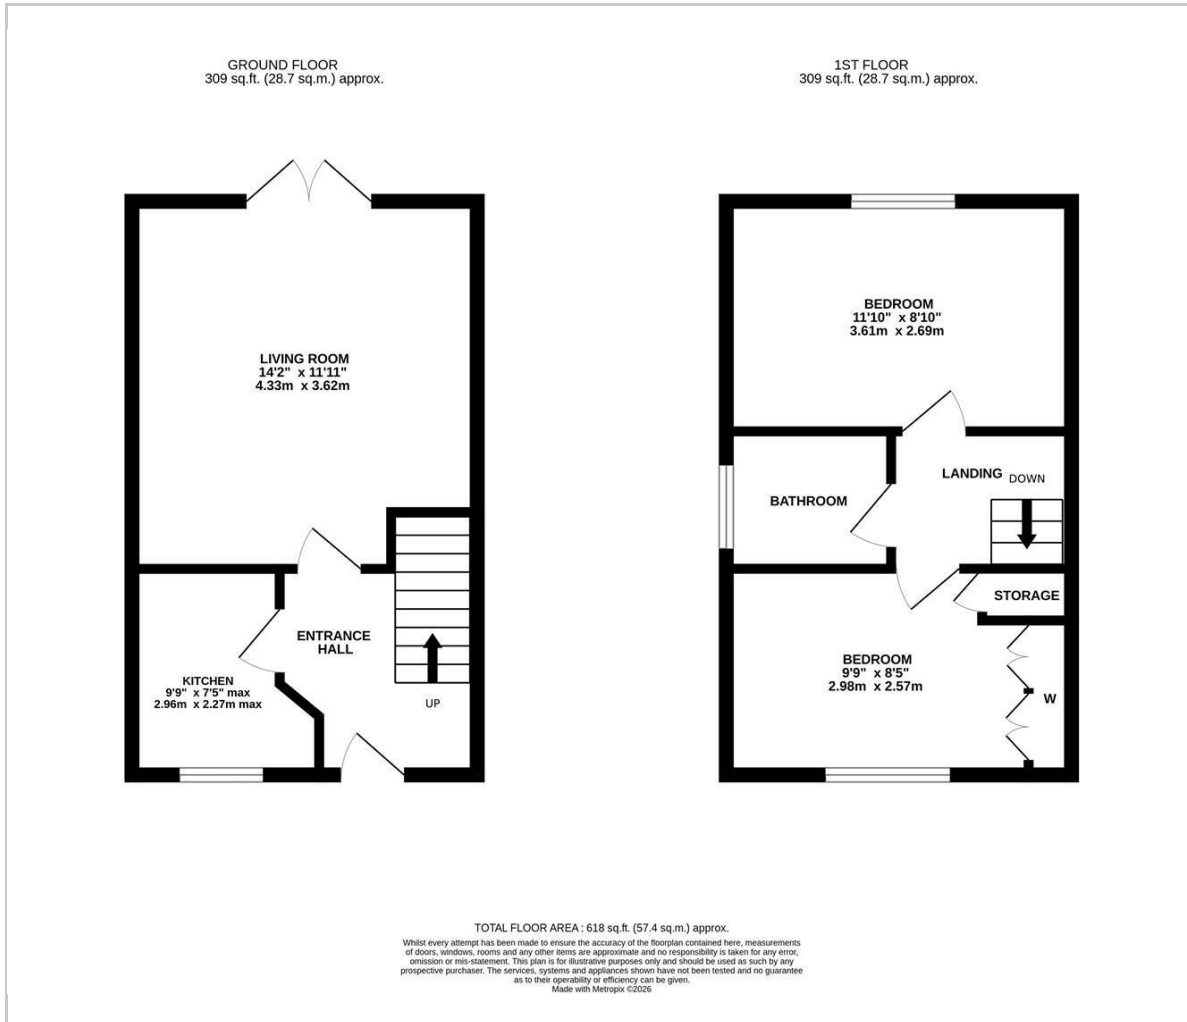 GROUND FLOOR
309 sq.ft. (28.7 sq.m.) approx.
1ST FLOOR
309 sq.ft. (28.7 sq.m.) approx.
LIVING ROOM
14'2" x 11'11"
4.33m x 3.62m
ENTRANCE
HALL
KITCHEN
9'9" x 7'5" max
2.96m x 2.27m max
UP
BEDROOM
11'10" x 8'10"
3.61m x 2.69m
LANDING
DOWN
BATHROOM
STORAGE
BEDROOM
9'9" x 8'5"
2.98m x 2.57m
W
TOTAL FLOOR AREA : 618 sq.ft. (57.4 sq.m.) approx.
Whilst every attempt has been made to ensure the accuracy of the floorplan contained here, measurements
of doors, windows, rooms and any other items are approximate and no responsibility is taken for any error,
omission or mis-statement. This plan is for illustrative purposes only and should be used as such by any
prospective purchaser. The services, systems and appliances shown have not been tested and no guarantee
as to their operability or efficiency can be given.
Made with Metropix ©2026